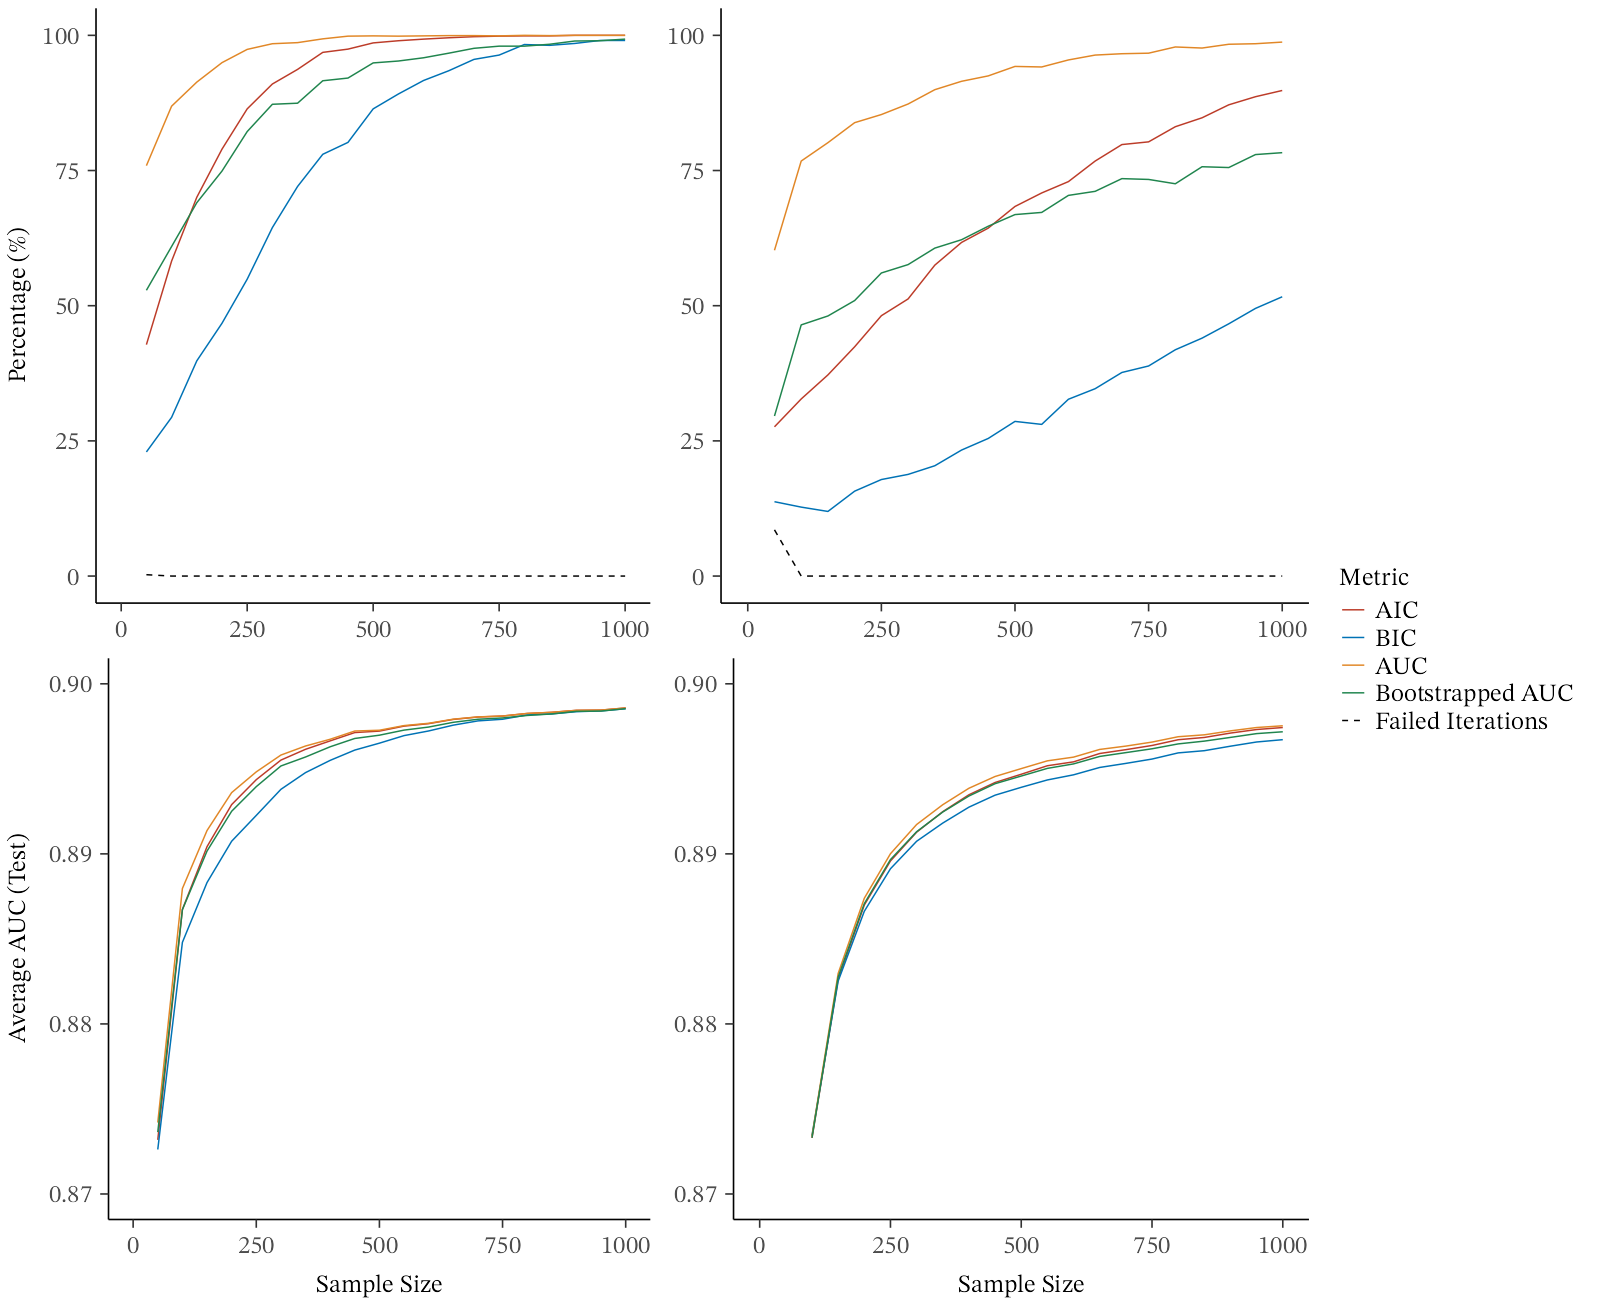 100
75
50
25
0
Percentage (%)
0 250 500 750 1000
100
75
50
25
0
0 250 500 750 1000
0.90
0.89
0.88
0.87
Average AUC (Test)
0 250 500 750 1000
Sample Size
0.90
0.89
0.88
0.87
0 250 500 750 1000
Sample Size
Metric
AIC
BIC
AUC
Bootstrapped AUC
Failed Iterations